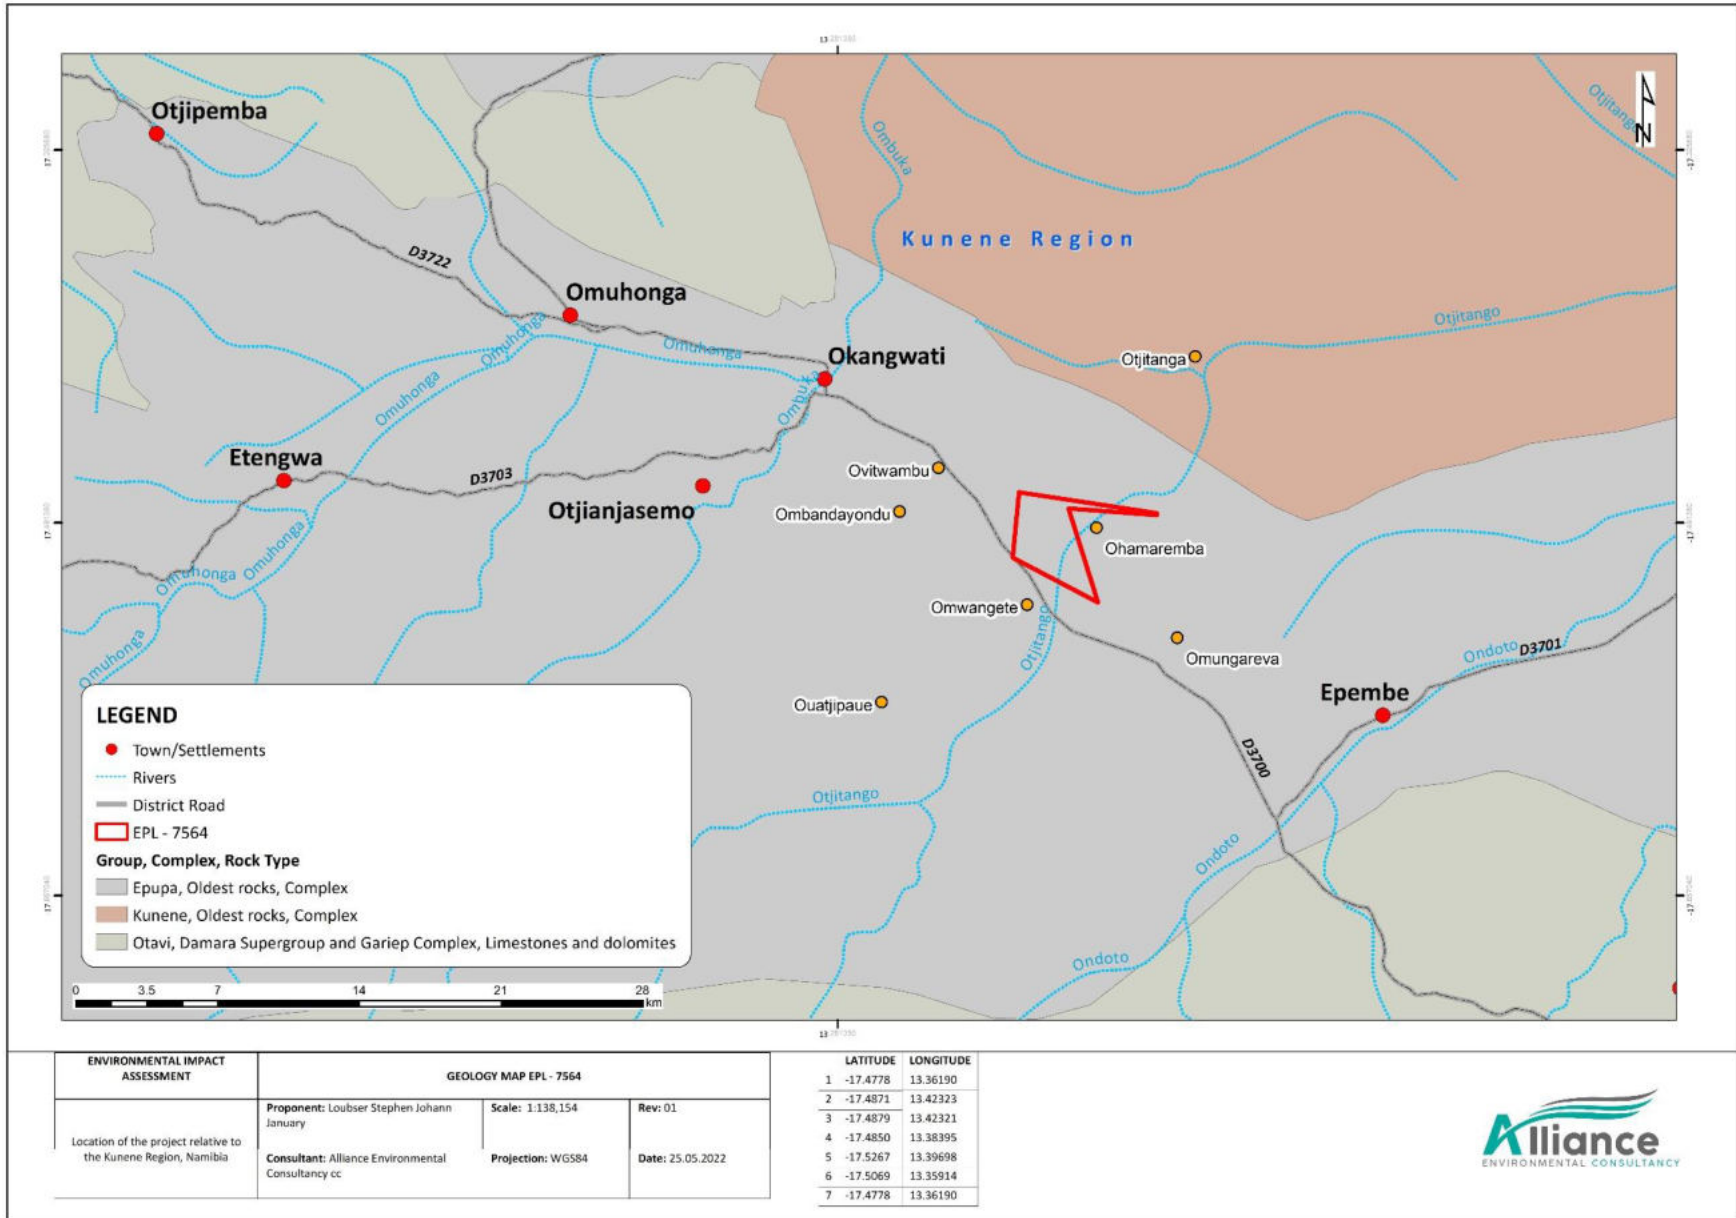 Otjipemba
Ombuka
Otjitango
N
Kunene Region
D3722
Omuhonga
Omuhonga
Omuhonga
Otjitango
Okangwati
Otjitanga
Omuhonga
Ombuka
Etengwa
D3703
Ovitwambu
Otjianjasemo
Ombandayondu
Ohamaremba
Omuhonga
Omuhonga
Omwangete
Otjitango
Omuhonga
Omungareva
Ondoto
D3701
Epembe
Ouatjipaue
D3700
Otjitango
Ondoto
Ondoto
LEGEND
Town/Settlements
Rivers
District Road
EPL - 7564
Group, Complex, Rock Type
Epupa, Oldest rocks, Complex
Kunene, Oldest rocks, Complex
Otavi, Damara Supergroup and Gariep Complex, Limestones and dolomites
0 3.5 7 14 21 28
km
ENVIRONMENTAL IMPACT
ASSESSMENT
GEOLOGY MAP EPL - 7564
Location of the project relative to
the Kunene Region, Namibia
Proponent: Loubser Stephen Johann
January
Scale: 1:138,154
Rev: 01
Consultant: Alliance Environmental
Consultancy cc
Projection: WGS84
Date: 25.05.2022
LATITUDE LONGITUDE
1 -17.4778 13.36190
2 -17.4871 13.42323
3 -17.4879 13.42321
4 -17.4850 13.38395
5 -17.5267 13.39698
6 -17.5069 13.35914
7 -17.4778 13.36190
Alliance
ENVIRONMENTAL CONSULTANCY